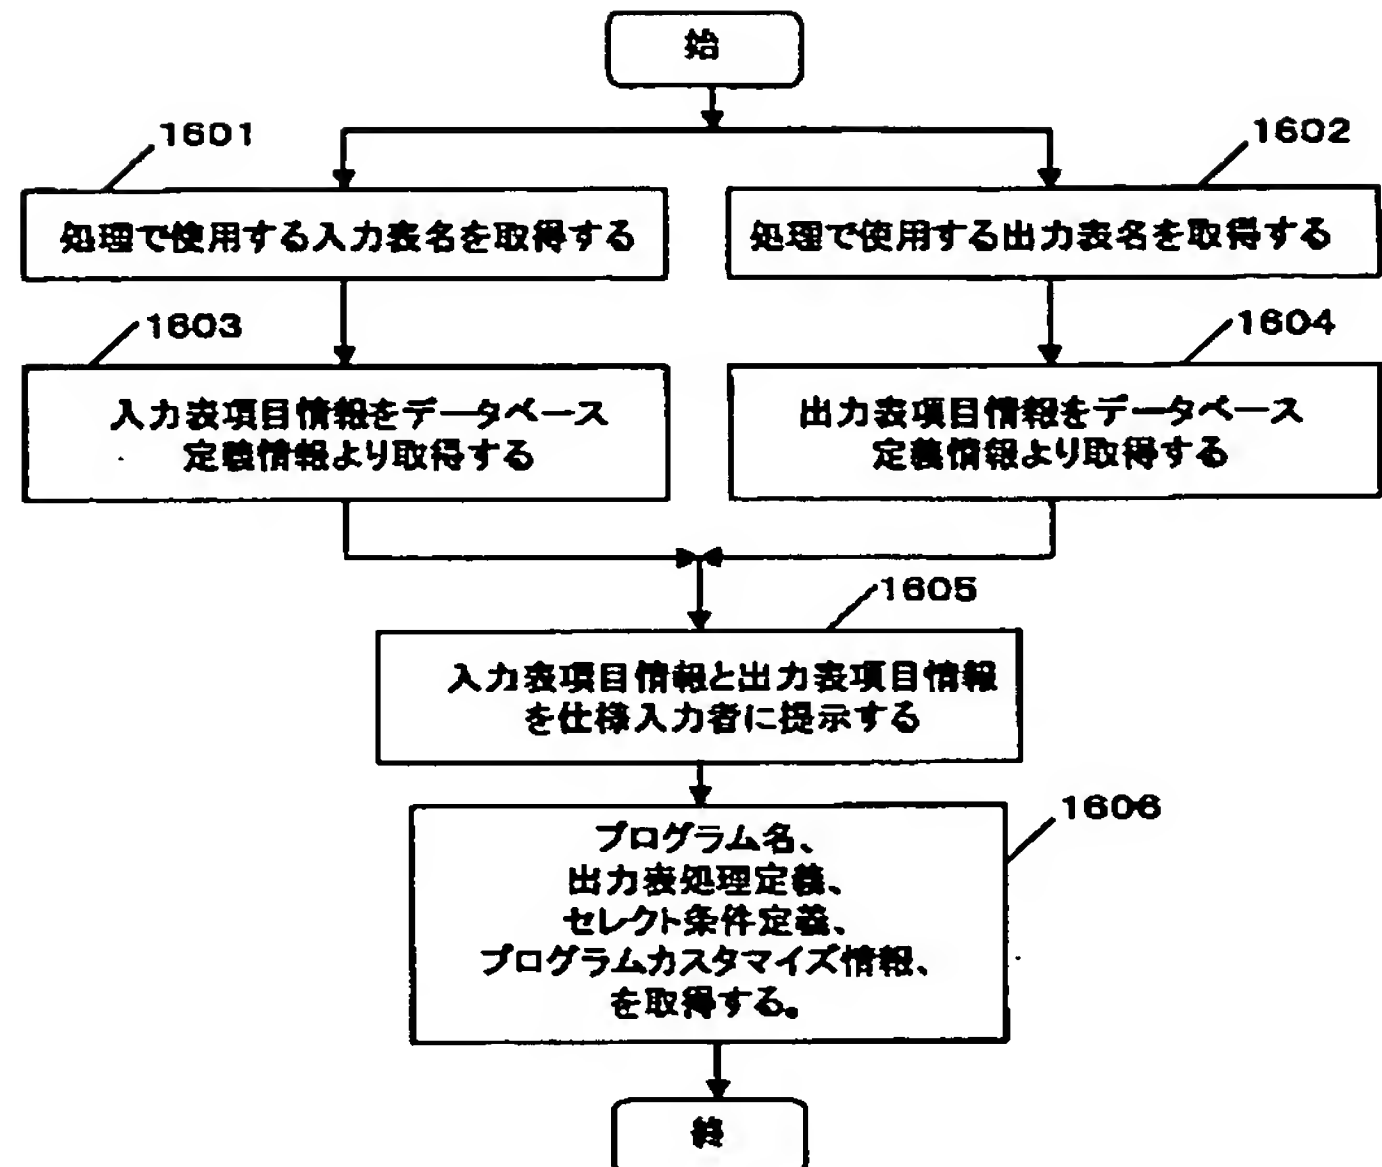 始
1601
1602
処理で使用する入力表名を取得する
処理で使用する出力表名を取得する
1603
1604
入力表項目情報をデータベース
定義情報より取得する
出力表項目情報をデータベース
定義情報より取得する
1605
入力表項目情報と出力表項目情報
を仕様入力者に提示する
1606
プログラム名、
出力表処理定義、
セレクト条件定義、
プログラムカスタマイズ情報、
を取得する。
終